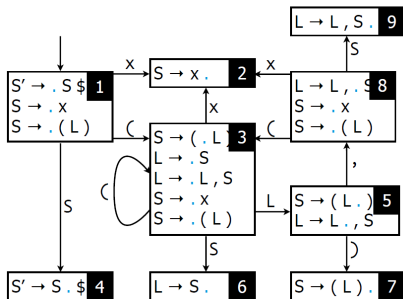 9
L → L , S .
S
x
S → x . 2
x
S' → . S $ 1
S → . x
S → . ( L )
L → L , . S 8
S → . x
S → . ( L )
x
(
(
S → ( . L ) 3
L → . S
L → . L , S
S → . x
S → . ( L )
(
,
S
L
S → ( L . ) 5
L → L . , S
S
)
S' → S . $ 4
L → S . 6
S → ( L ) . 7